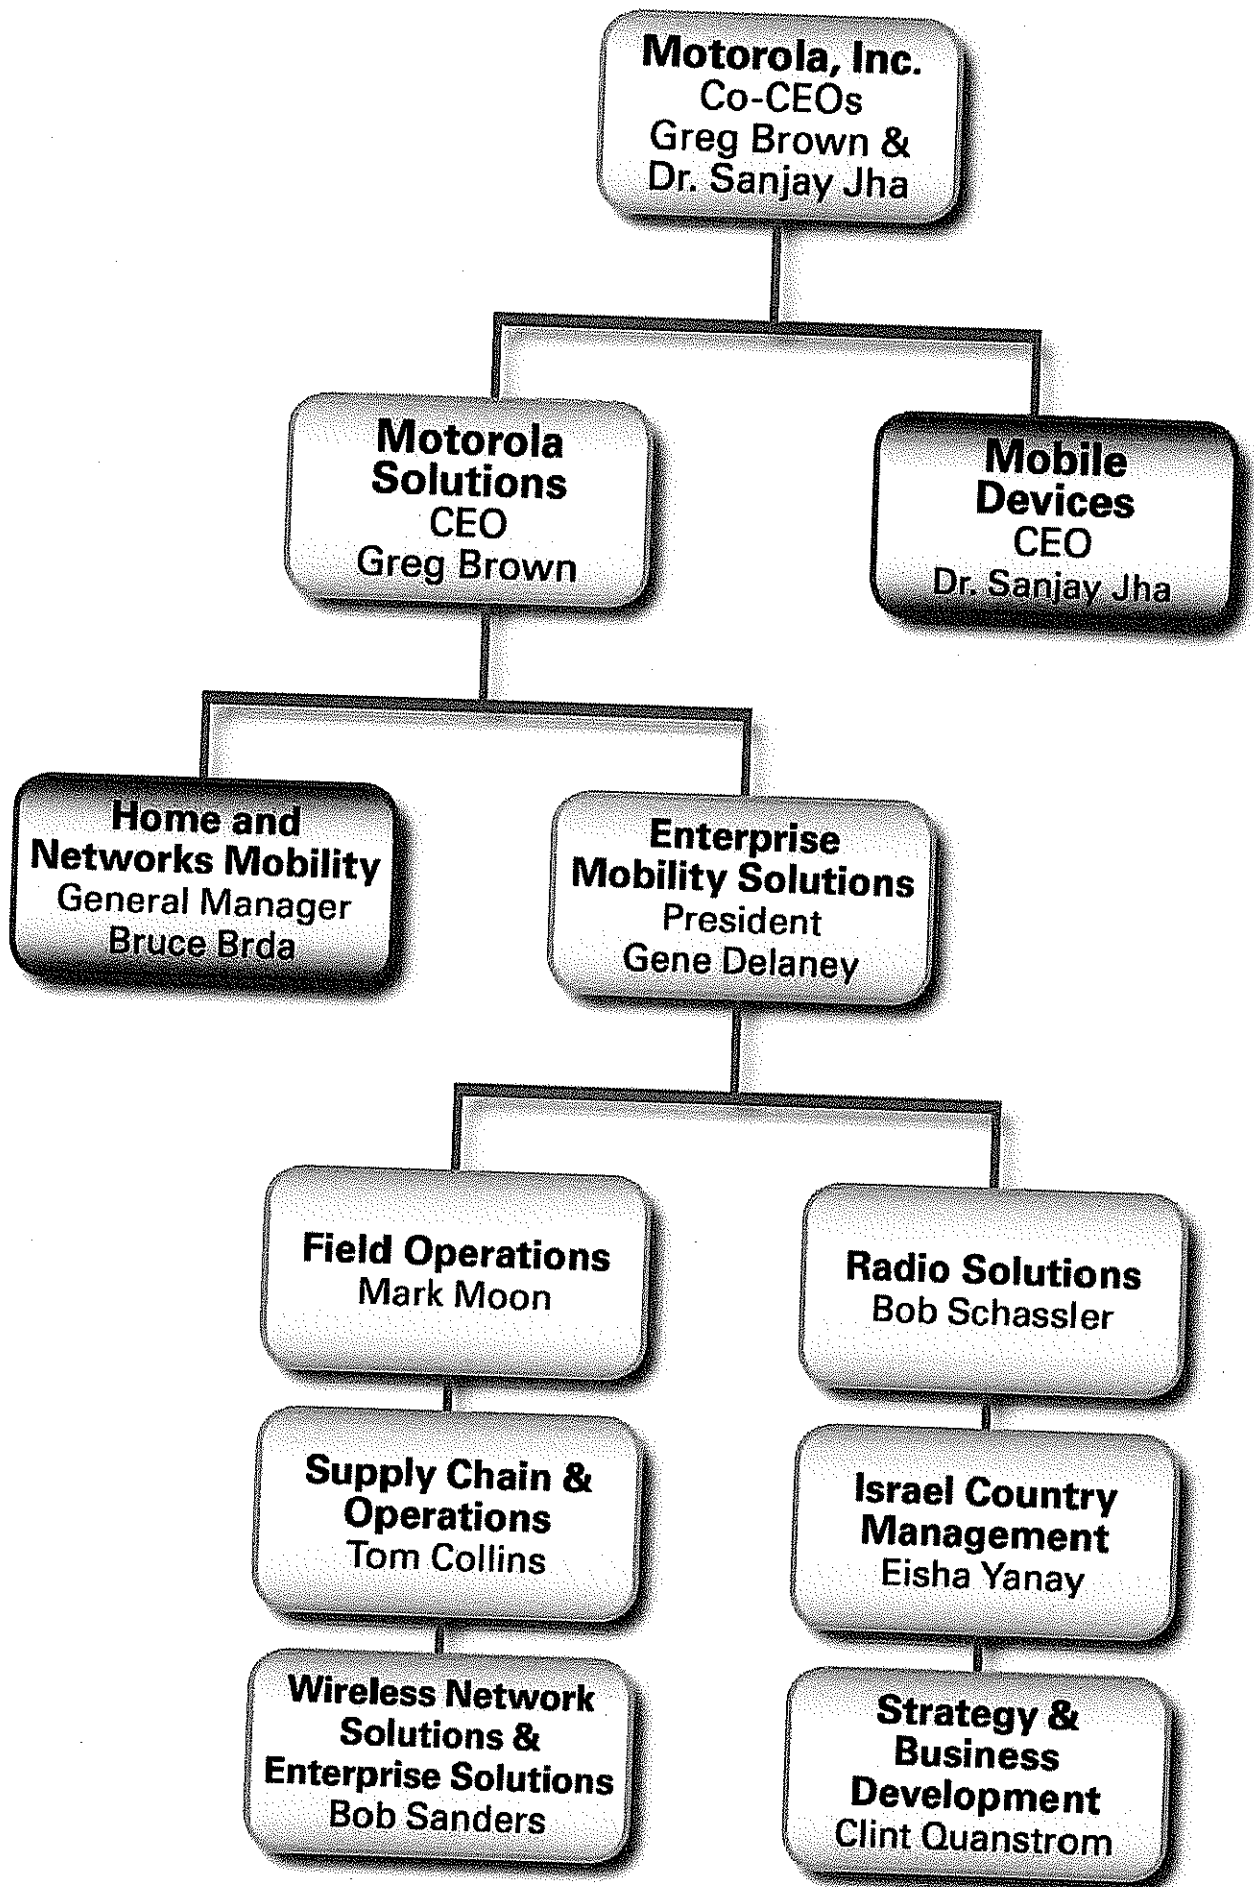 Motorola, Inc.
Co-CEOs
Greg Brown &
Dr. Sanjay Jha
Motorola
Solutions
CEO
Greg Brown
Mobile
Devices
CEO
Dr. Sanjay Jha
Home and
Networks Mobility
General Manager
Bruce Brda
Enterprise
Mobility Solutions
President
Gene Delaney
Field Operations
Mark Moon
Radio Solutions
Bob Schassler
Supply Chain &
Operations
Tom Collins
Israel Country
Management
Eisha Yanay
Wireless Network
Solutions &
Enterprise Solutions
Bob Sanders
Strategy &
Business
Development
Clint Quanstrom